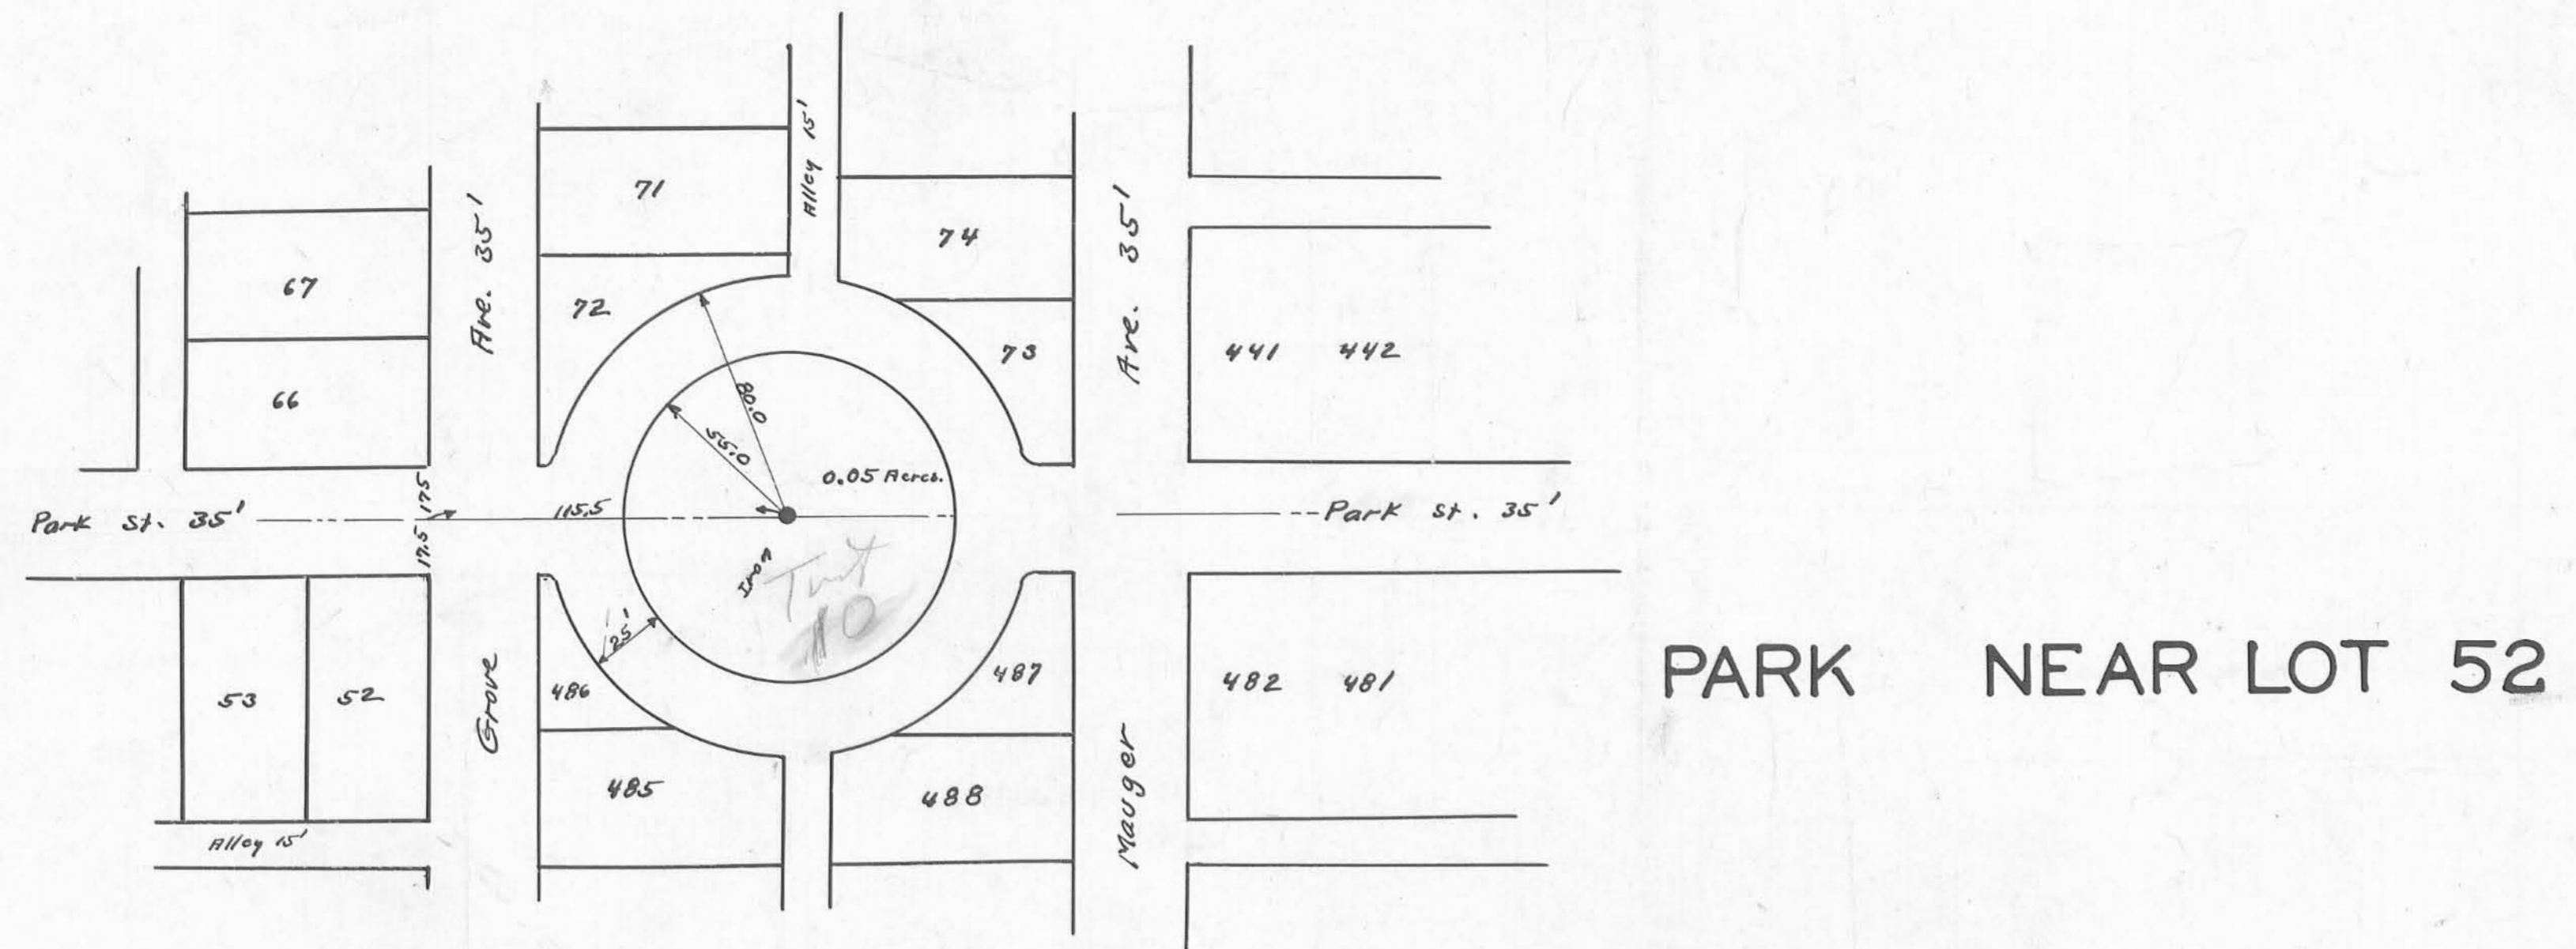 Alley 15'
71
74
67
Ave. 35'
Ave. 35'
72
73
441 442
66
80.0
55.0
0.05 Acres.
17.5
17.5
Park St. 35'
115.5
Park St. 35'
Iron
Tract
10
25'
486
487
482 481
53 52
Grove
Mauger
485
488
Alley 15'
PARK NEAR LOT 52